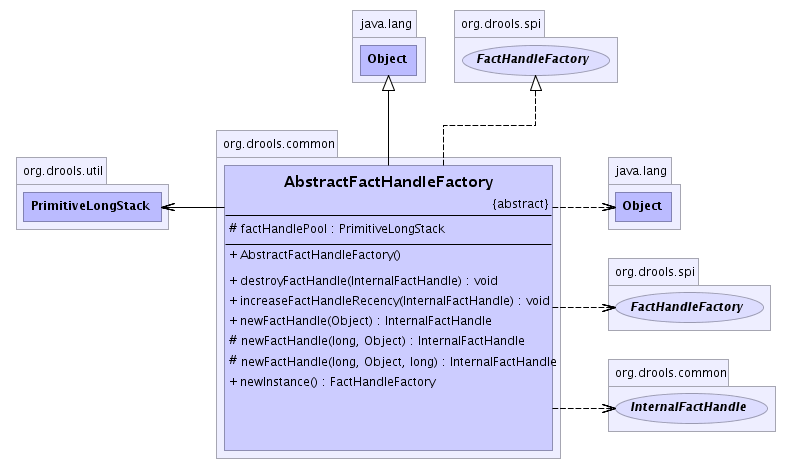 java.lang
Object
org.drools.spi
FactHandleFactory
org.drools.common
AbstractFactHandleFactory
{abstract}
# factHandlePool : PrimitiveLongStack
+ AbstractFactHandleFactory()
+ destroyFactHandle(InternalFactHandle) : void
+ increaseFactHandleRecency(InternalFactHandle) : void
+ newFactHandle(Object) : InternalFactHandle
# newFactHandle(long, Object) : InternalFactHandle
# newFactHandle(long, Object, long) : InternalFactHandle
+ newInstance() : FactHandleFactory
org.drools.util
PrimitiveLongStack
java.lang
Object
org.drools.spi
FactHandleFactory
org.drools.common
InternalFactHandle